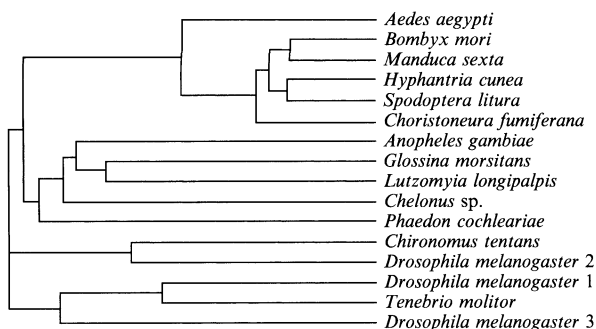 Aedes aegypti
Bombyx mori
Manduca sexta
Hyphantria cunea
Spodoptera litura
Choristoneura fumiferana
Anopheles gambiae
Glossina morsitans
Lutzomyia longipalpis
Chelonus sp.
Phaedon cochleariae
Chironomus tentans
Drosophila melanogaster 2
Drosophila melanogaster 1
Tenebrio molitor
Drosophila melanogaster 3